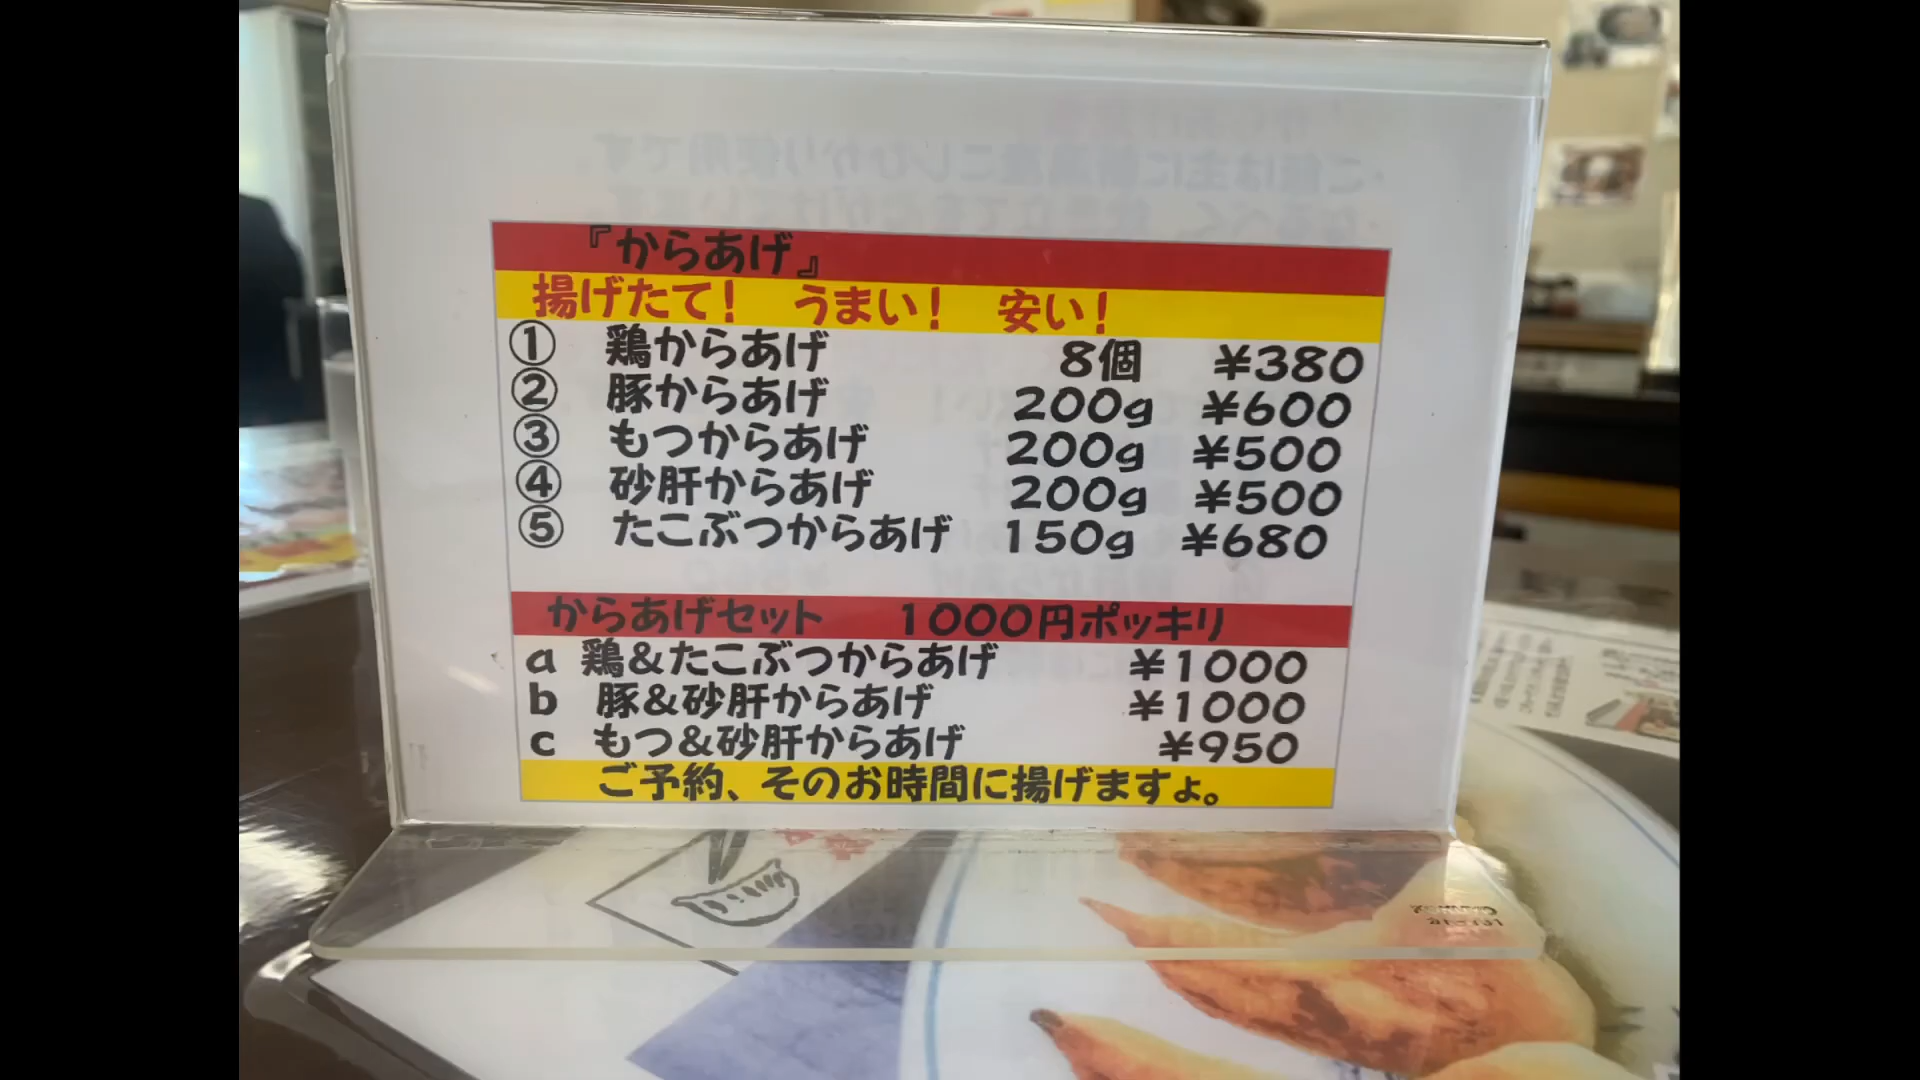 『からあげ』
揚げたて！　うまい！　安い！
① 鶏からあげ 8個 ¥380
② 豚からあげ 200g ¥600
③ もつからあげ 200g ¥500
④ 砂肝からあげ 200g ¥500
⑤ たこぶつからあげ 150g ¥680
からあげセット 1000円ポッキリ
a 鶏&たこぶつからあげ ¥1000
b 豚&砂肝からあげ ¥1000
c もつ&砂肝からあげ ¥950
ご予約、そのお時間に揚げますょ。